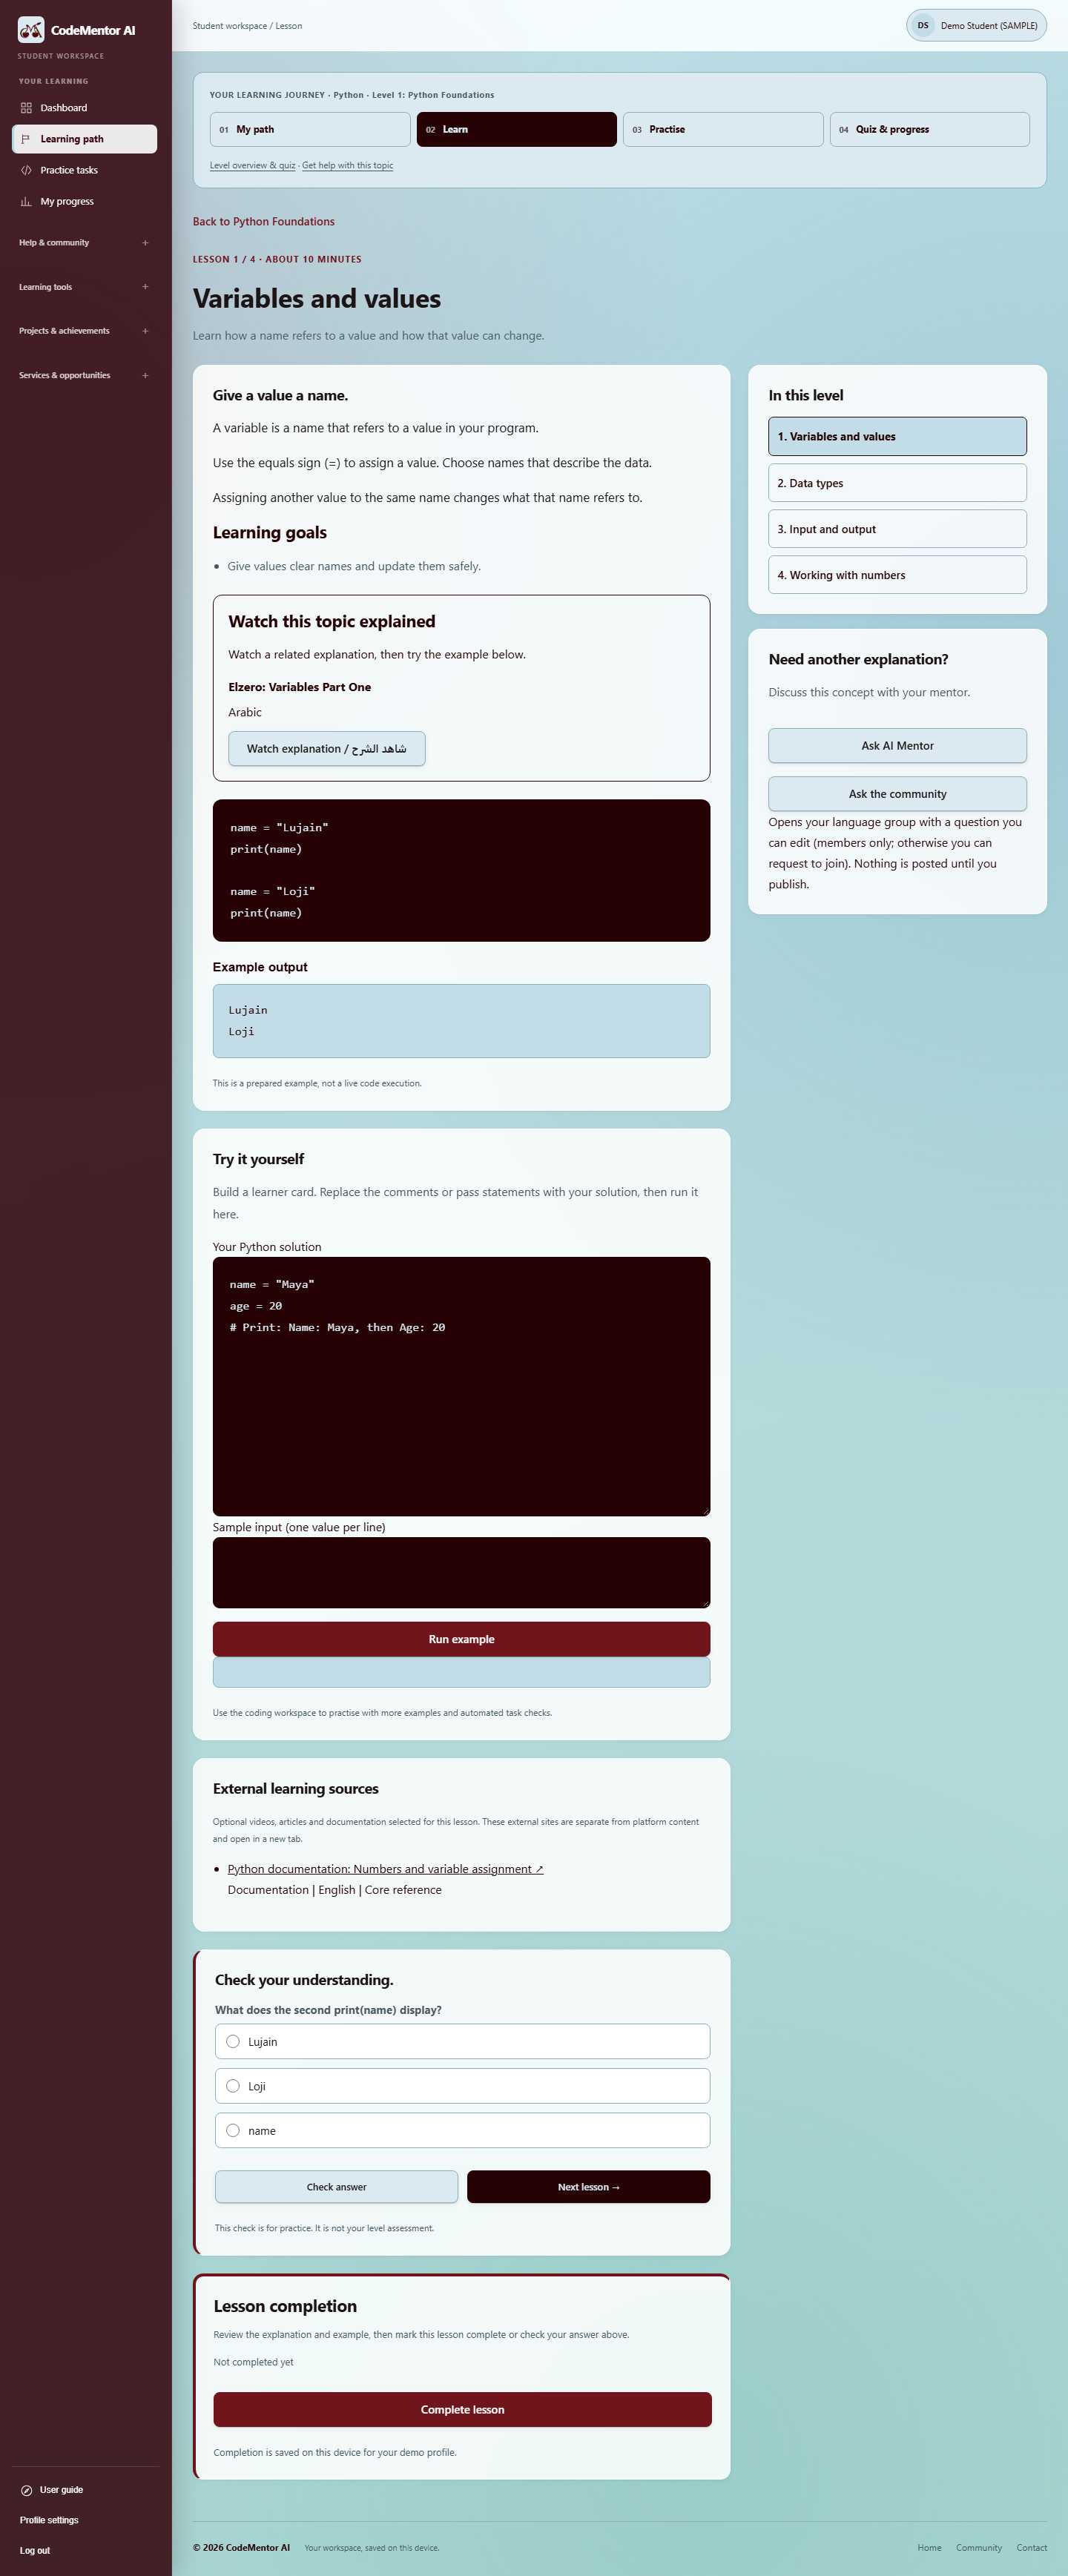 CodeMentor AI
STUDENT WORKSPACE
YOUR LEARNING
Dashboard
Learning path
Practice tasks
My progress
Help & community +
Learning tools +
Projects & achievements +
Services & opportunities +
User guide
Profile settings
Log out
Student workspace / Lesson
DS Demo Student (SAMPLE)
YOUR LEARNING JOURNEY · Python · Level 1: Python Foundations
01 My path
02 Learn
03 Practise
04 Quiz & progress
Level overview & quiz · Get help with this topic
Back to Python Foundations
LESSON 1 / 4 · ABOUT 10 MINUTES
Variables and values
Learn how a name refers to a value and how that value can change.
Give a value a name.
A variable is a name that refers to a value in your program.
Use the equals sign (=) to assign a value. Choose names that describe the data.
Assigning another value to the same name changes what that name refers to.
Learning goals
• Give values clear names and update them safely.
Watch this topic explained
Watch a related explanation, then try the example below.
Elzero: Variables Part One
Arabic
Watch explanation / شاهد الشرح
name = "Lujain"
print(name)
name = "Loji"
print(name)
Example output
Lujain
Loji
This is a prepared example, not a live code execution.
Try it yourself
Build a learner card. Replace the comments or pass statements with your solution, then run it
here.
Your Python solution
name = "Maya"
age = 20
# Print: Name: Maya, then Age: 20
Sample input (one value per line)
Run example
Use the coding workspace to practise with more examples and automated task checks.
External learning sources
Optional videos, articles and documentation selected for this lesson. These external sites are separate from platform content
and open in a new tab.
• Python documentation: Numbers and variable assignment ↗
Documentation | English | Core reference
Check your understanding.
What does the second print(name) display?
Lujain
Loji
name
Check answer
Next lesson →
This check is for practice. It is not your level assessment.
Lesson completion
Review the explanation and example, then mark this lesson complete or check your answer above.
Not completed yet
Complete lesson
Completion is saved on this device for your demo profile.
In this level
1. Variables and values
2. Data types
3. Input and output
4. Working with numbers
Need another explanation?
Discuss this concept with your mentor.
Ask AI Mentor
Ask the community
Opens your language group with a question you
can edit (members only; otherwise you can
request to join). Nothing is posted until you
publish.
© 2026 CodeMentor AI Your workspace, saved on this device.
Home Community Contact